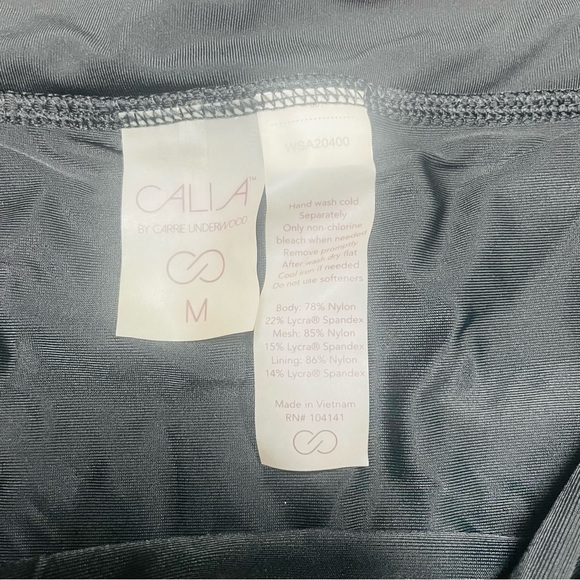 CALIA™
BY CARRIE UNDERWOOD
M
WSA20400
Hand wash cold
Separately
Only non-chlorine
bleach when needed
Remove promptly
After wash dry flat
Cool iron if needed
Do not use softeners
Body: 78% Nylon
22% Lycra® Spandex
Mesh: 85% Nylon
15% Lycra® Spandex
Lining: 86% Nylon
14% Lycra® Spandex
Made in Vietnam
RN# 104141